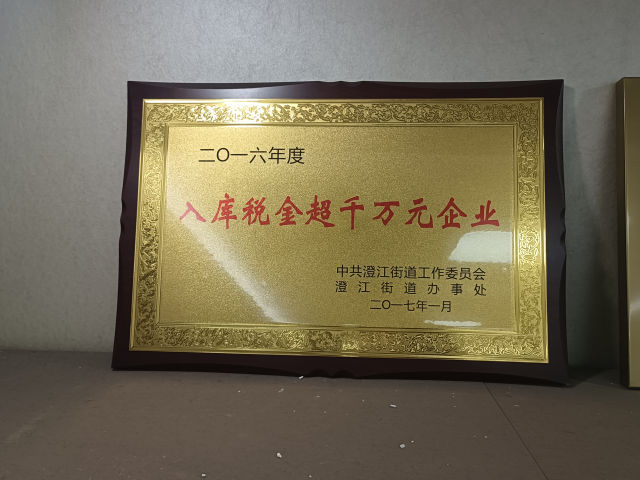 二〇一六年度
入库税金超千万元企业
中共澄江街道工作委员会
澄江街道办事处
二〇一七年一月